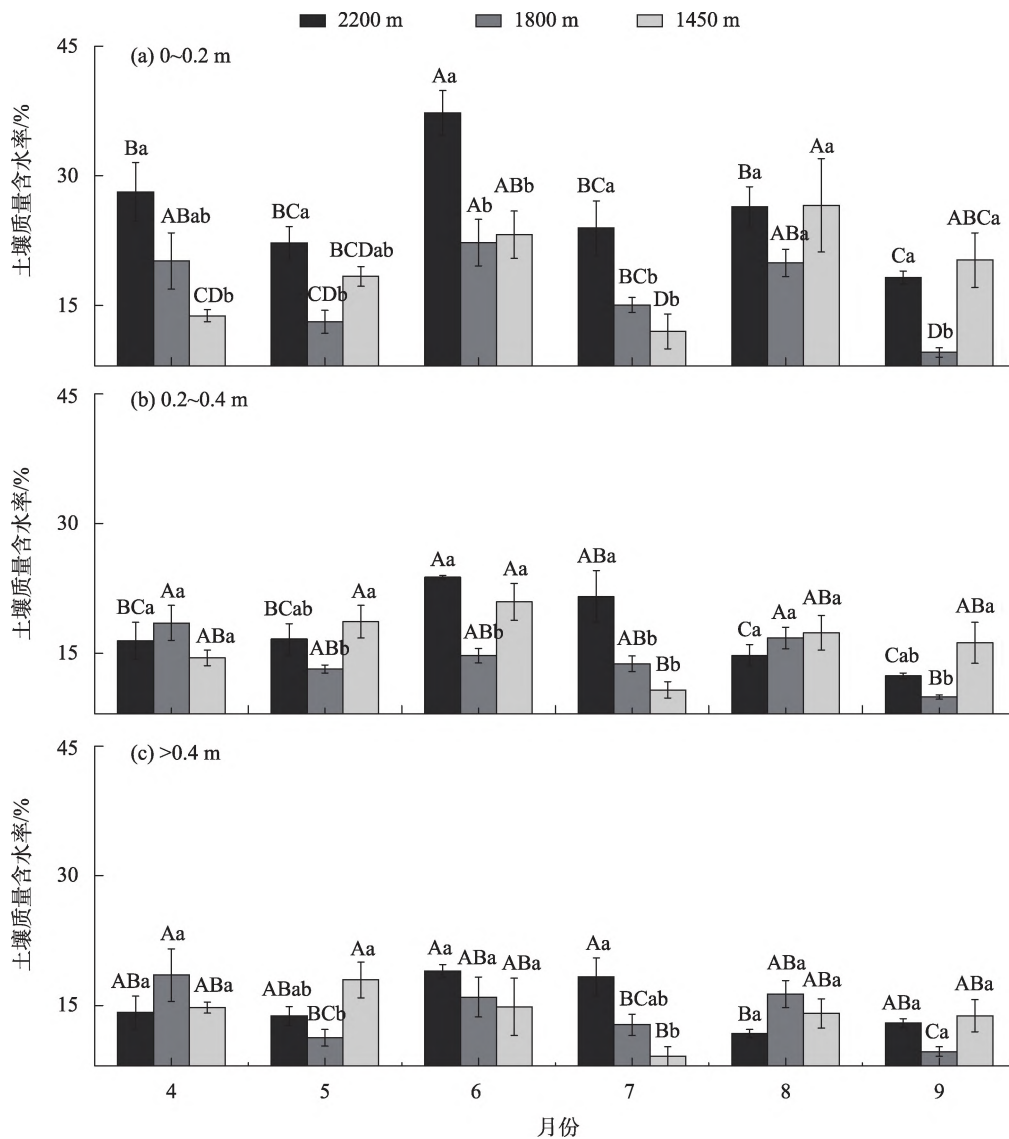 2200 m 1800 m 1450 m
(a) 0~0.2 m
土壤质量含水率/%
45
30
15
Ba ABab CDb
BCa CDb BCDab
Aa Ab ABb
BCa BCb Db
Ba ABa Aa
Ca Db ABCa
(b) 0.2~0.4 m
土壤质量含水率/%
45
30
15
BCa Aa ABa
BCab ABb Aa
Aa ABb Aa
ABa ABb Bb
Ca Aa ABa
Cab Bb ABa
(c) >0.4 m
土壤质量含水率/%
45
30
15
ABa Aa ABa
ABab BCb Aa
Aa ABa ABa
Aa BCab Bb
Ba ABa ABa
ABa Ca ABa
4 5 6 7 8 9
月份